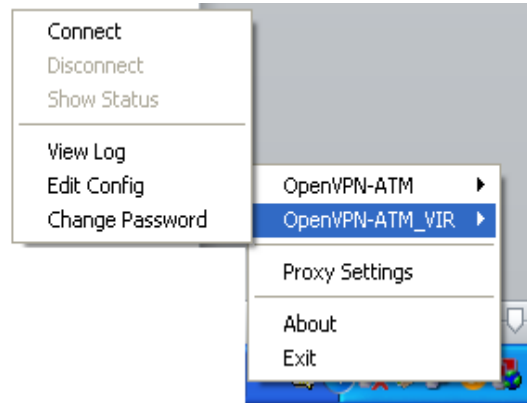 Connect
Disconnect
Show Status
View Log
Edit Config
Change Password
OpenVPN-ATM
OpenVPN-ATM_VIR
Proxy Settings
About
Exit